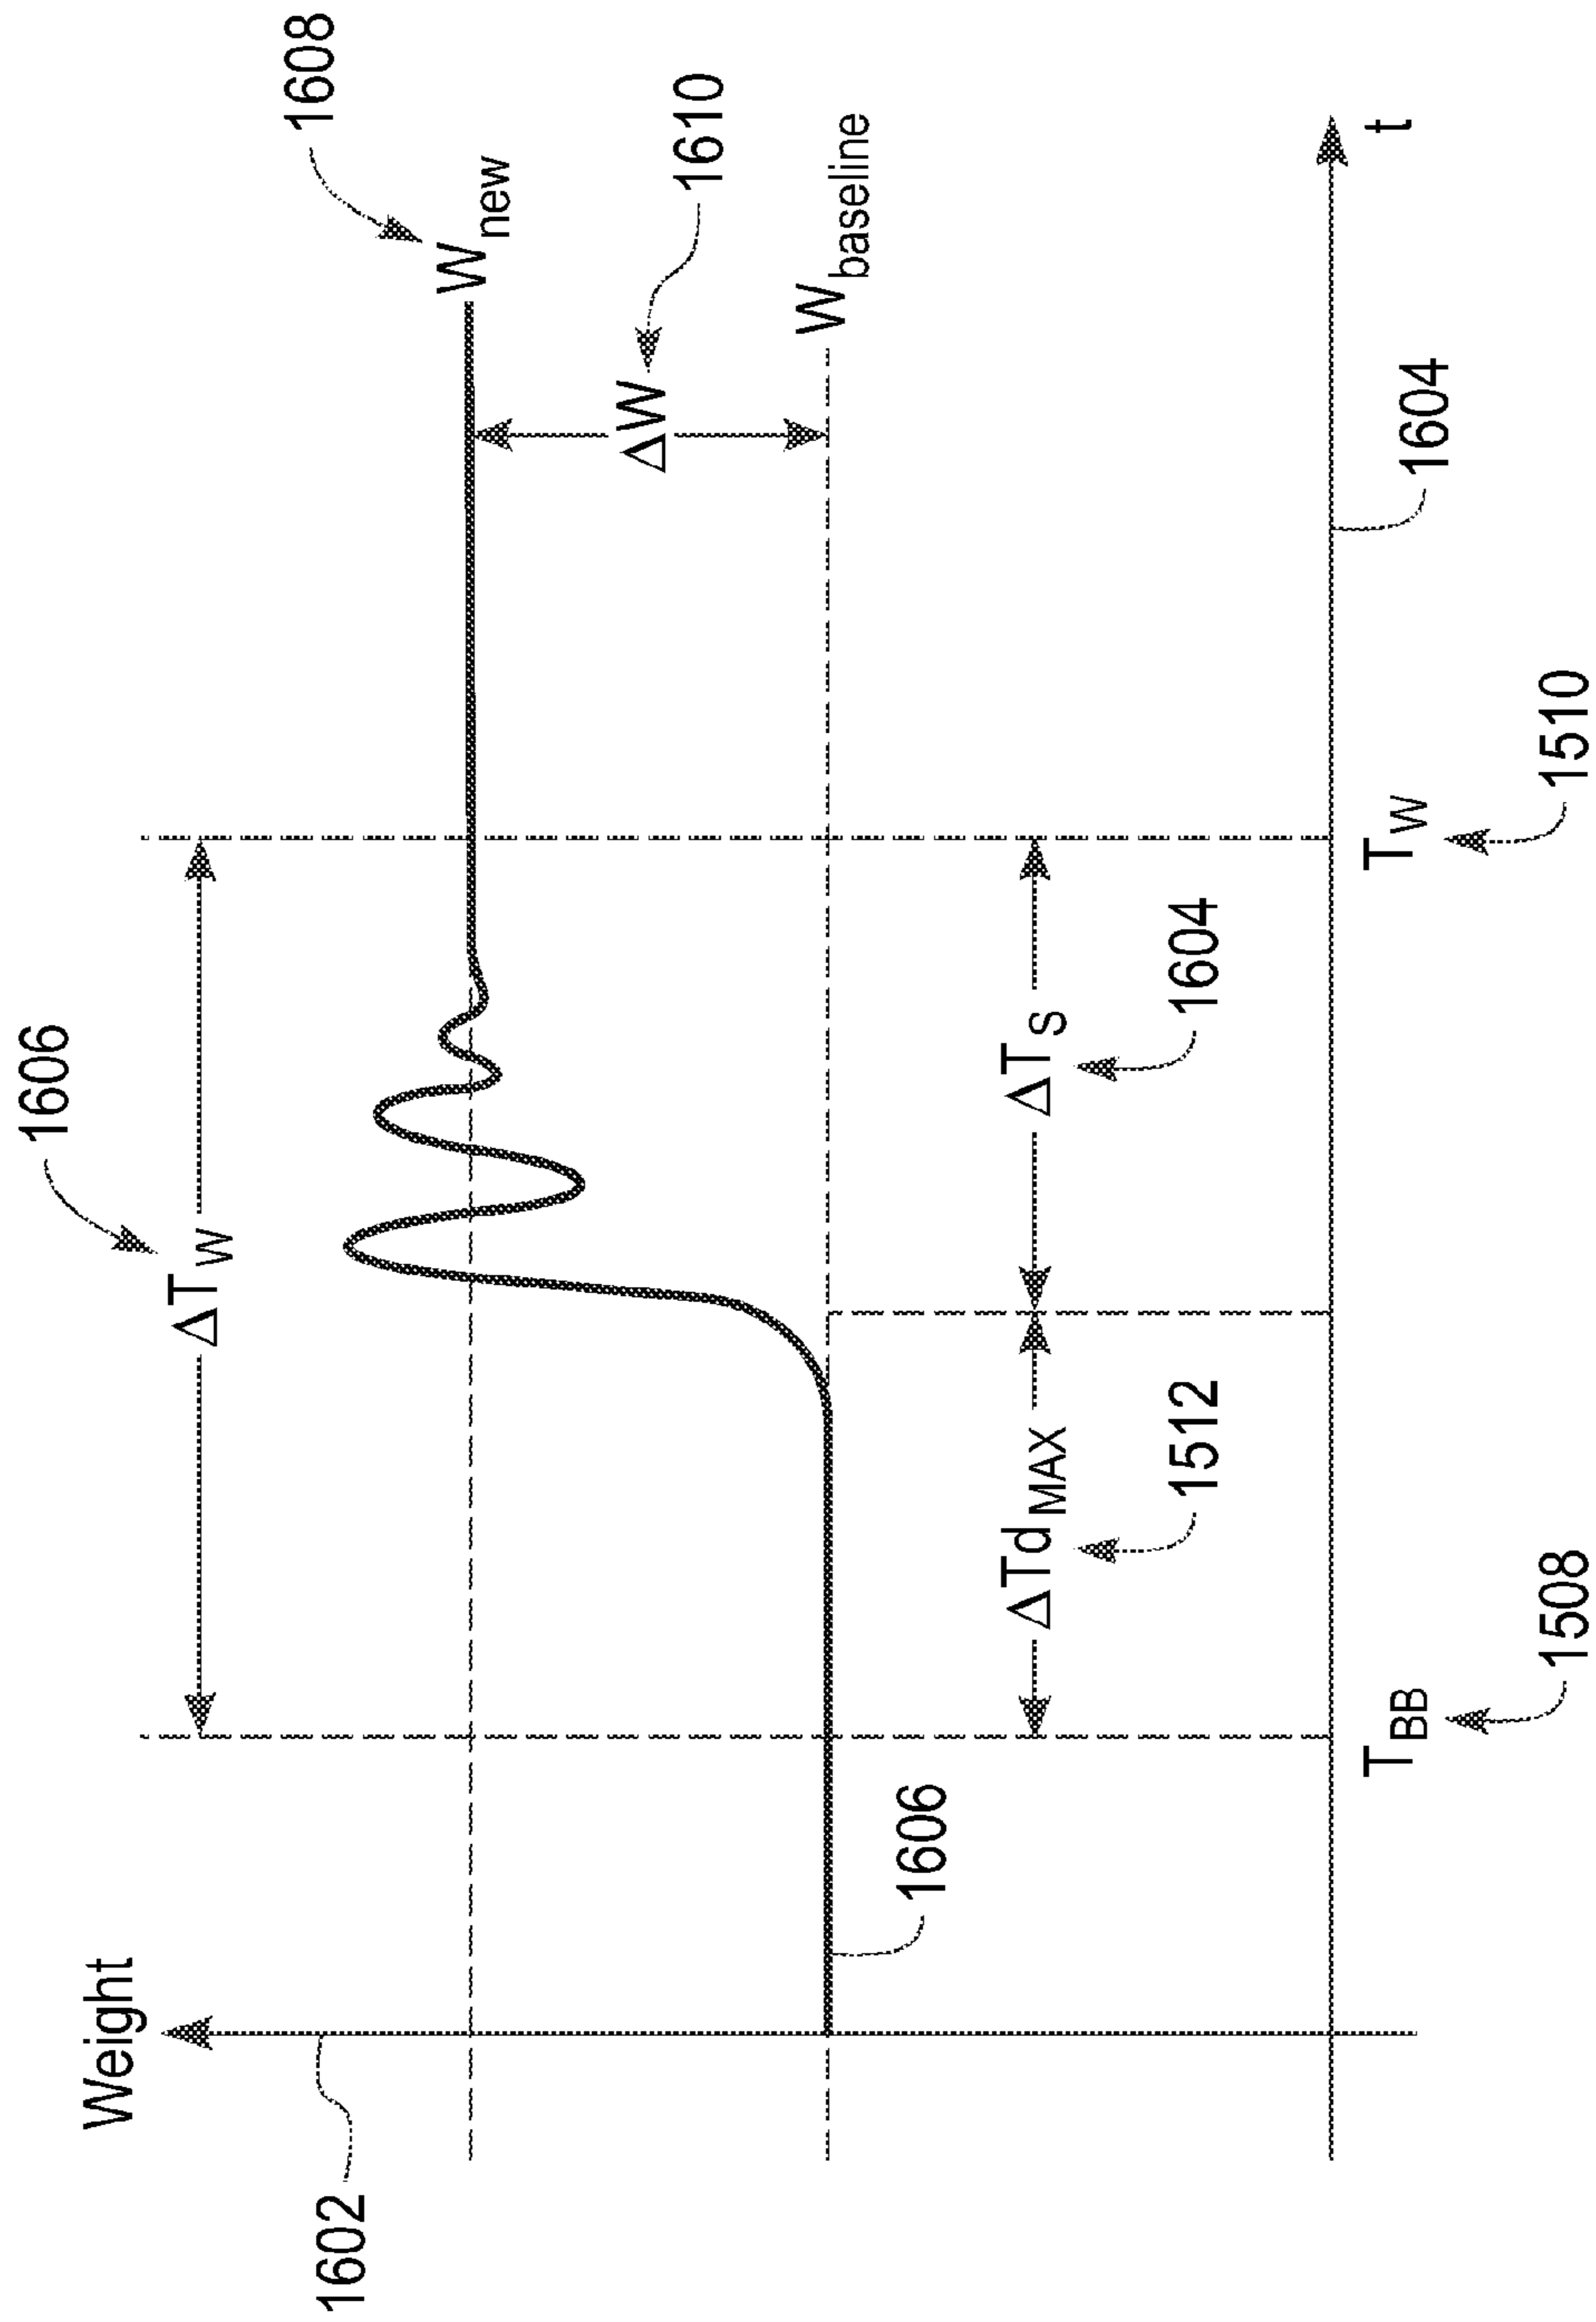 1606
1608
Weight
ΔTW
Wnew
1602
1610
ΔW
Wbaseline
1606
ΔTdMAX
ΔTS
1512
1604
1604
TBB
TW
t
1508
1510